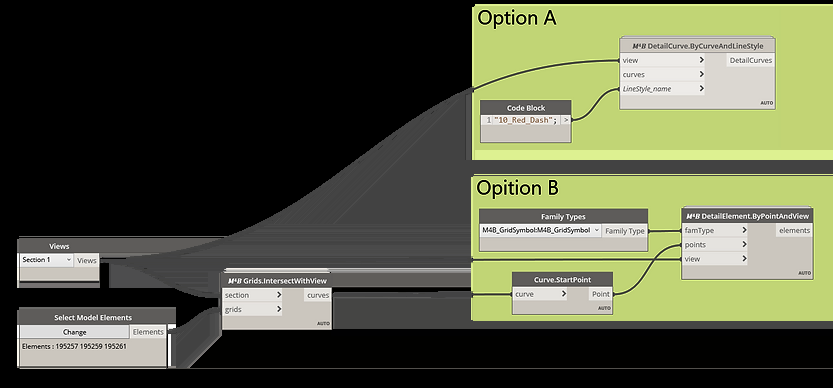 Option A
M4B DetailCurve.ByCurveAndLineStyle
view > DetailCurves
curves >
LineStyle_name >
AUTO
Code Block
1 "10_Red_Dash"; >
Opition B
Family Types
M4B_GridSymbol:M4B_GridSymbol Family Type
M4B DetailElement.ByPointAndView
famType > elements
points >
view >
AUTO
Curve.StartPoint
curve > Point
AUTO
Views
Section 1 Views
M4B Grids.IntersectWithView
section > curves
grids >
AUTO
Select Model Elements
Change Elements
Elements : 195257 195259 195261